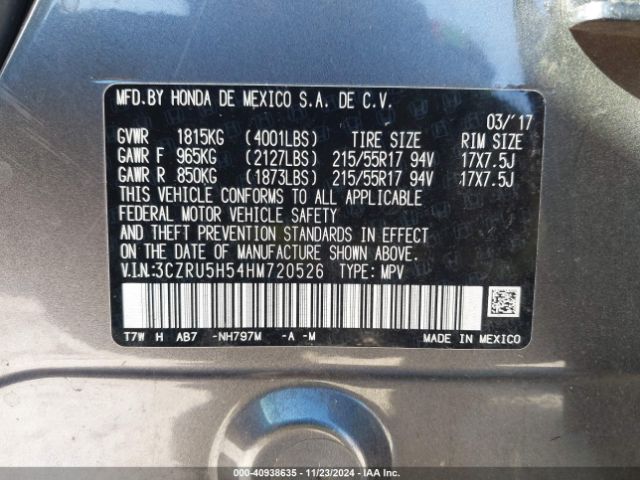 MFD.BY HONDA DE MEXICO S.A. DE C.V.
03/'17
GVWR 1815KG (4001LBS) TIRE SIZE RIM SIZE
GAWR F 965KG (2127LBS) 215/55R17 94V 17X7.5J
GAWR R 850KG (1873LBS) 215/55R17 94V 17X7.5J
THIS VEHICLE CONFORMS TO ALL APPLICABLE
FEDERAL MOTOR VEHICLE SAFETY
AND THEFT PREVENTION STANDARDS IN EFFECT
ON THE DATE OF MANUFACTURE SHOWN ABOVE.
V.I.N.:3CZRU5H54HM720526 TYPE: MPV
T7W H AB7 -NH797M -A -M MADE IN MEXICO
000-40938635 - 11/23/2024 - IAA Inc.